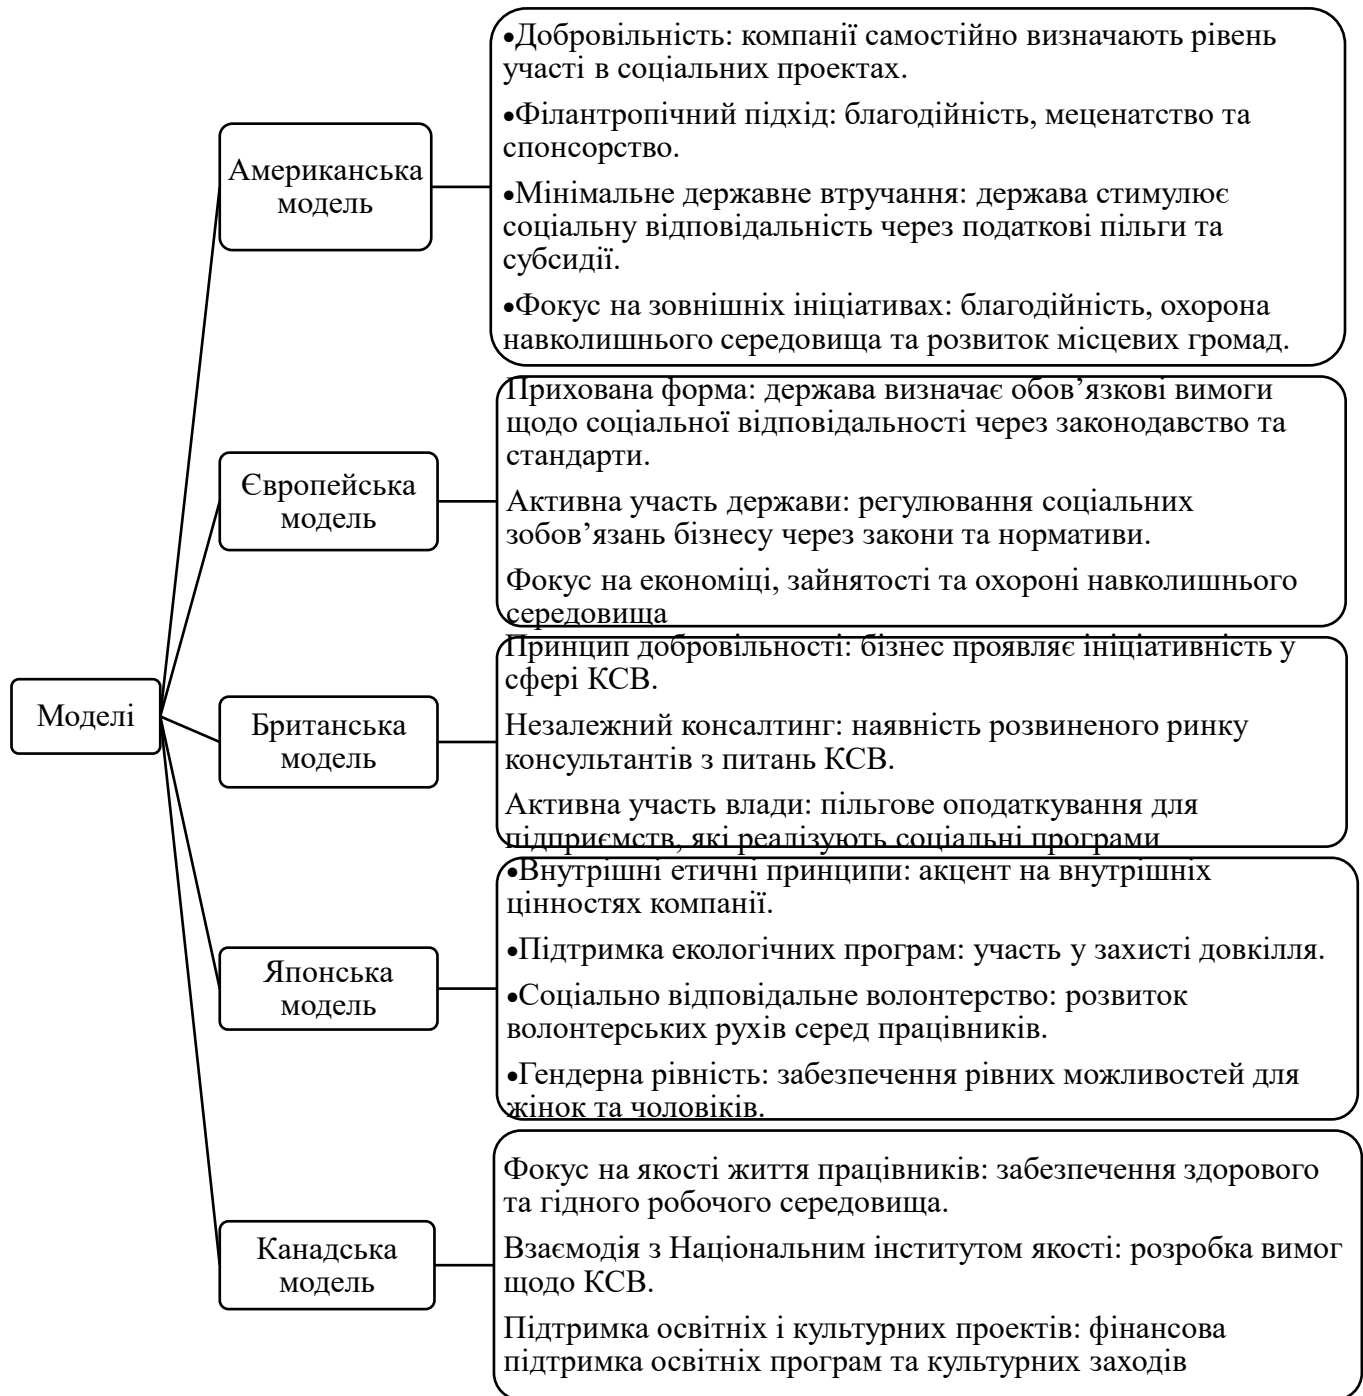 Моделі
Американська
модель
•Добровільність: компанії самостійно визначають рівень
участі в соціальних проектах.
•Філантропічний підхід: благодійність, меценатство та
спонсорство.
•Мінімальне державне втручання: держава стимулює
соціальну відповідальність через податкові пільги та
субсидії.
•Фокус на зовнішніх ініціативах: благодійність, охорона
навколишнього середовища та розвиток місцевих громад.
Європейська
модель
Прихована форма: держава визначає обов’язкові вимоги
щодо соціальної відповідальності через законодавство та
стандарти.
Активна участь держави: регулювання соціальних
зобов’язань бізнесу через закони та нормативи.
Фокус на економіці, зайнятості та охороні навколишнього
середовища
Британська
модель
Принцип добровільності: бізнес проявляє ініціативність у
сфері КСВ.
Незалежний консалтинг: наявність розвиненого ринку
консультантів з питань КСВ.
Активна участь влади: пільгове оподаткування для
підприємств, які реалізують соціальні програми
Японська
модель
•Внутрішні етичні принципи: акцент на внутрішніх
цінностях компанії.
•Підтримка екологічних програм: участь у захисті довкілля.
•Соціально відповідальне волонтерство: розвиток
волонтерських рухів серед працівників.
•Гендерна рівність: забезпечення рівних можливостей для
жінок та чоловіків.
Канадська
модель
Фокус на якості життя працівників: забезпечення здорового
та гідного робочого середовища.
Взаємодія з Національним інститутом якості: розробка вимог
щодо КСВ.
Підтримка освітніх і культурних проектів: фінансова
підтримка освітніх програм та культурних заходів